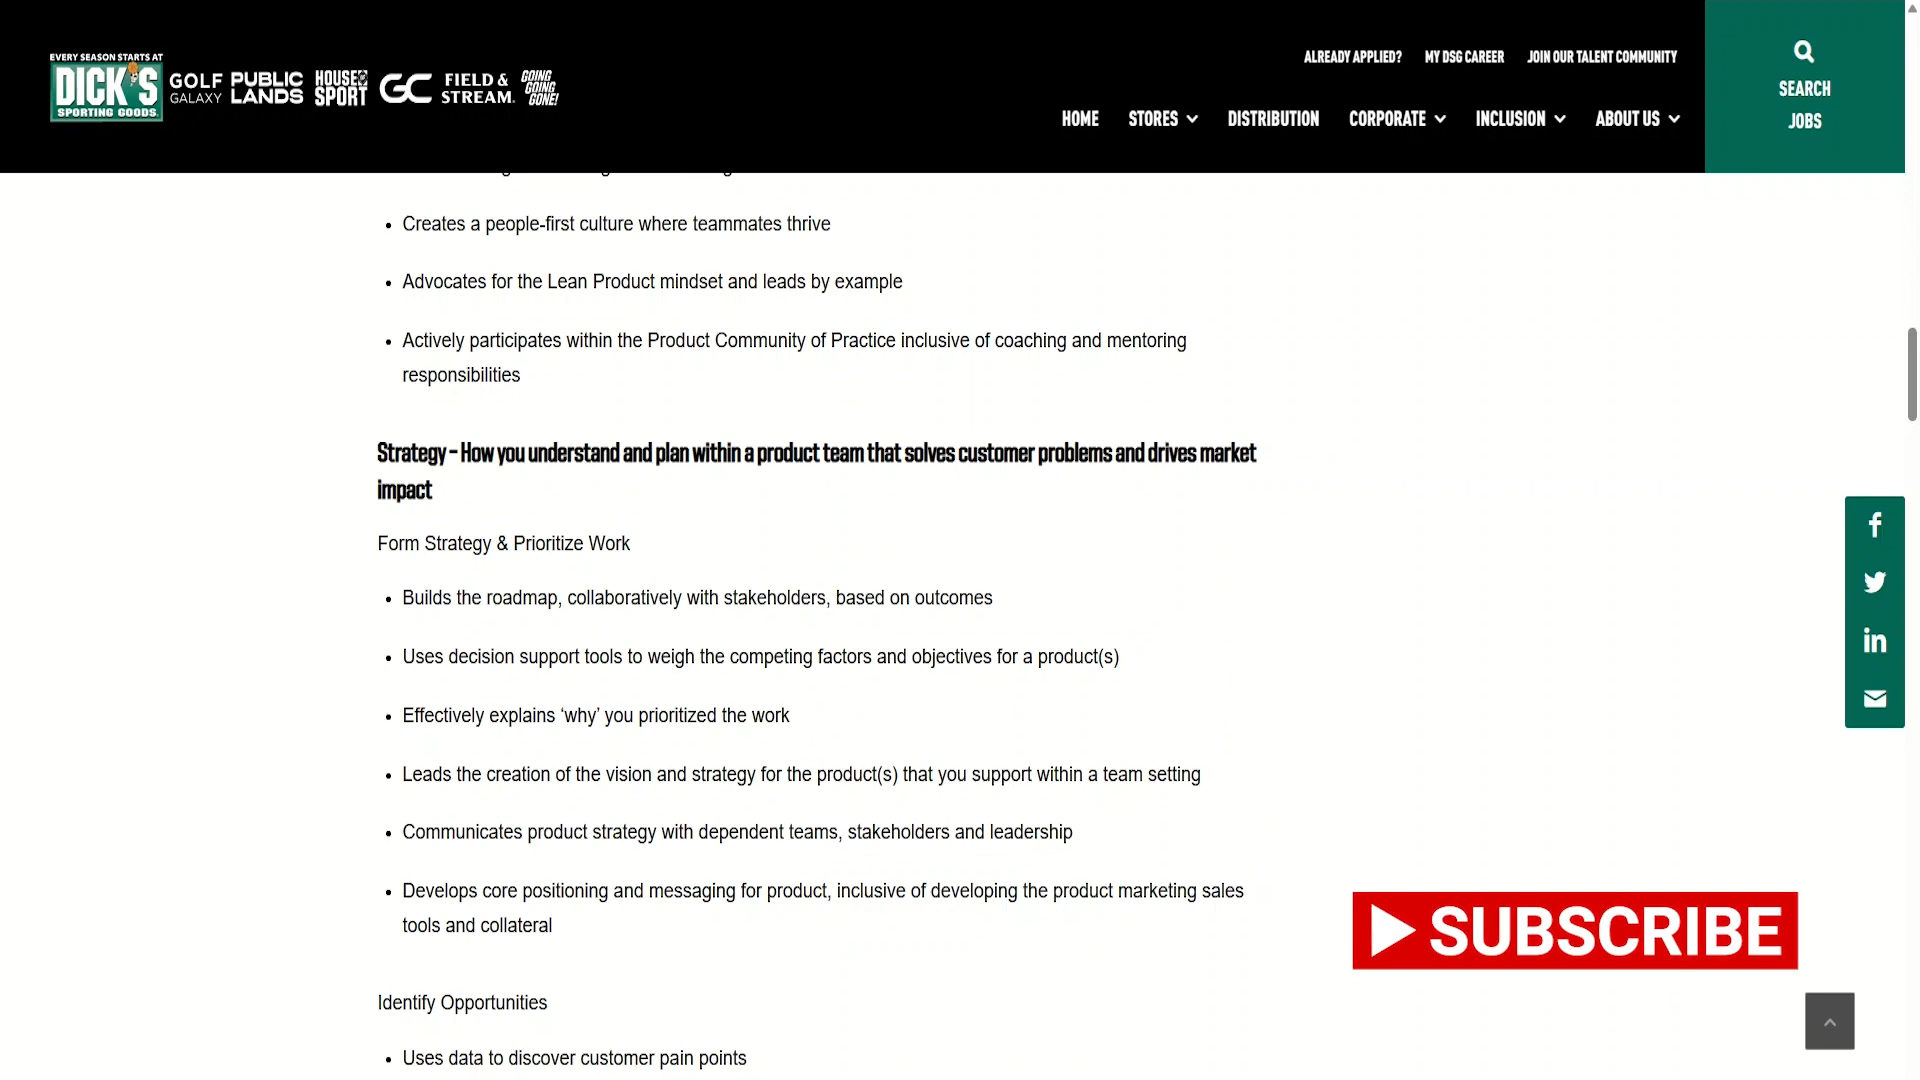 EVERY SEASON STARTS AT
DICK'S
SPORTING GOODS.
GOLF
GALAXY
PUBLIC
LANDS
HOUSE OF
SPORT
GC
FIELD &
STREAM.
GOING
GOING
GONE!
ALREADY APPLIED?
MY DSG CAREER
JOIN OUR TALENT COMMUNITY
HOME
STORES
DISTRIBUTION
CORPORATE
INCLUSION
ABOUT US
SEARCH
JOBS
• Creates a people-first culture where teammates thrive
• Advocates for the Lean Product mindset and leads by example
• Actively participates within the Product Community of Practice inclusive of coaching and mentoring
responsibilities
Strategy – How you understand and plan within a product team that solves customer problems and drives market
impact
Form Strategy & Prioritize Work
• Builds the roadmap, collaboratively with stakeholders, based on outcomes
• Uses decision support tools to weigh the competing factors and objectives for a product(s)
• Effectively explains ‘why’ you prioritized the work
• Leads the creation of the vision and strategy for the product(s) that you support within a team setting
• Communicates product strategy with dependent teams, stakeholders and leadership
• Develops core positioning and messaging for product, inclusive of developing the product marketing sales
tools and collateral
SUBSCRIBE
Identify Opportunities
• Uses data to discover customer pain points